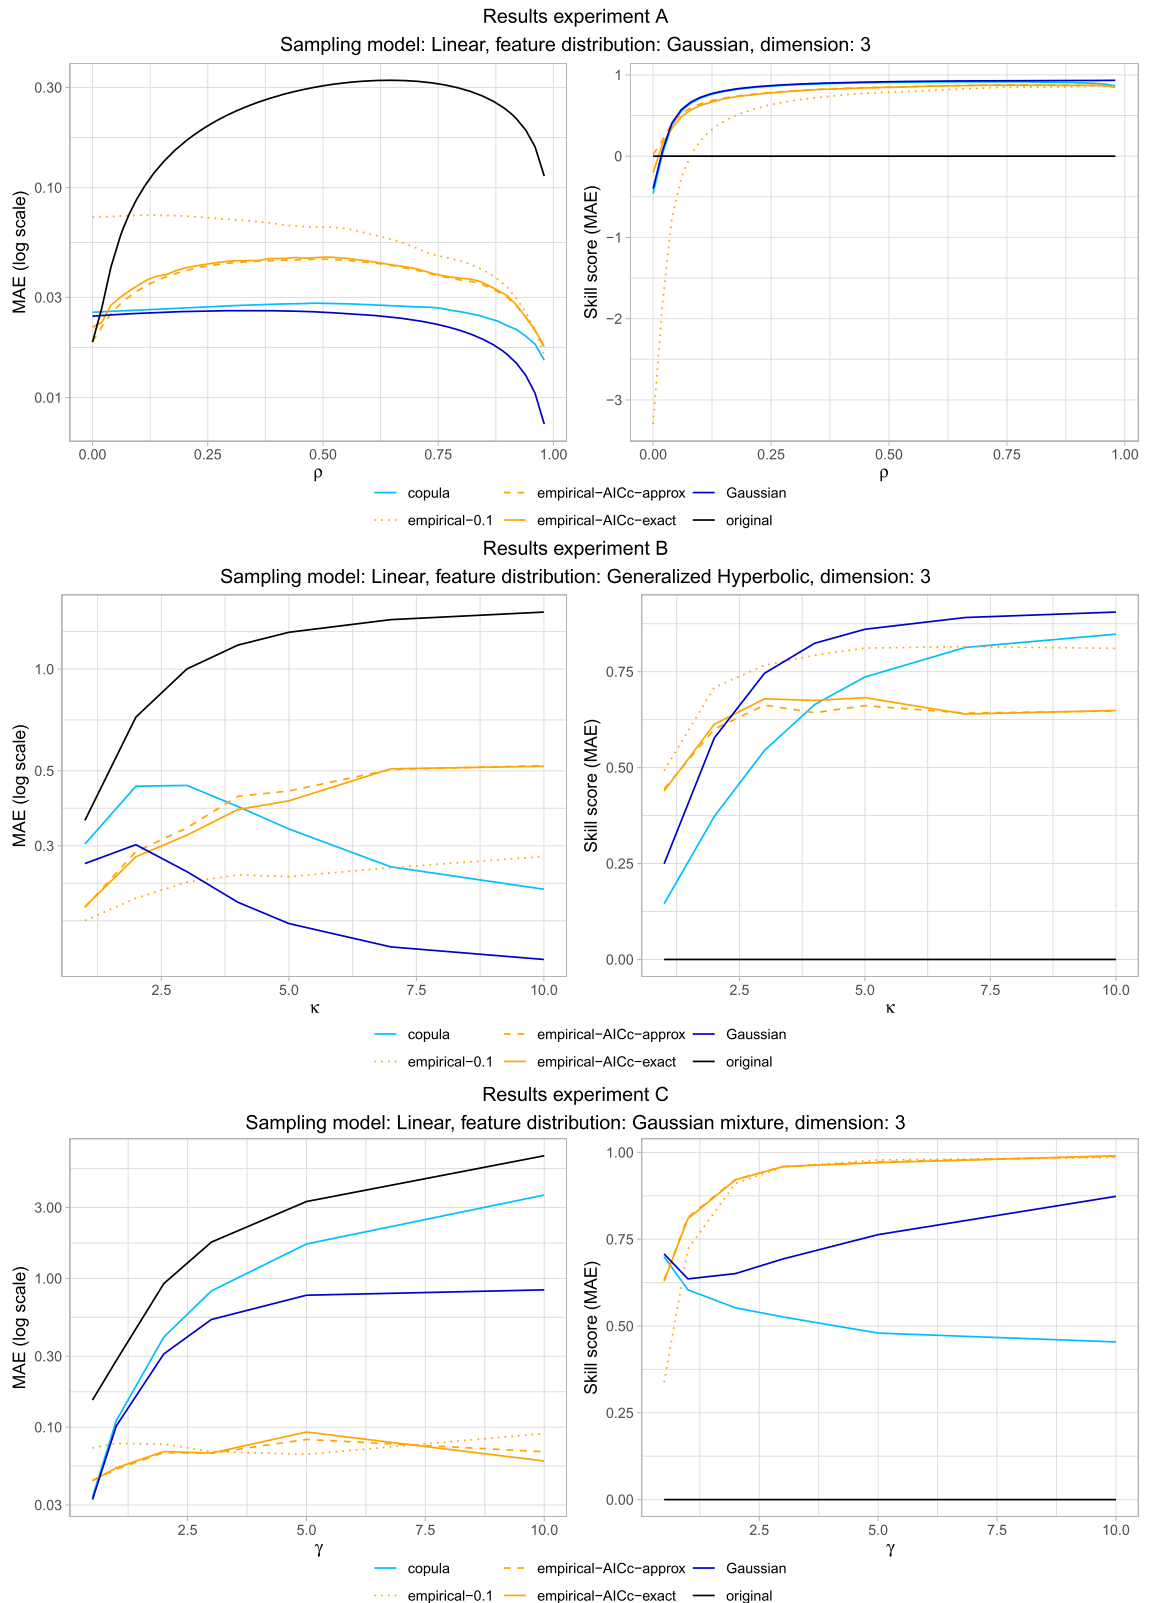 Results experiment A
Sampling model: Linear, feature distribution: Gaussian, dimension: 3
MAE (log scale)
0.30
0.10
0.03
0.01
0.00 0.25 0.50 0.75 1.00
ρ
Skill score (MAE)
1
0
−1
−2
−3
0.00 0.25 0.50 0.75 1.00
ρ
copula empirical−AICc−approx Gaussian
empirical−0.1 empirical−AICc−exact original
Results experiment B
Sampling model: Linear, feature distribution: Generalized Hyperbolic, dimension: 3
MAE (log scale)
1.0
0.5
0.3
2.5 5.0 7.5 10.0
κ
Skill score (MAE)
0.75
0.50
0.25
0.00
2.5 5.0 7.5 10.0
κ
copula empirical−AICc−approx Gaussian
empirical−0.1 empirical−AICc−exact original
Results experiment C
Sampling model: Linear, feature distribution: Gaussian mixture, dimension: 3
MAE (log scale)
3.00
1.00
0.30
0.10
0.03
2.5 5.0 7.5 10.0
γ
Skill score (MAE)
1.00
0.75
0.50
0.25
0.00
2.5 5.0 7.5 10.0
γ
copula empirical−AICc−approx Gaussian
empirical−0.1 empirical−AICc−exact original